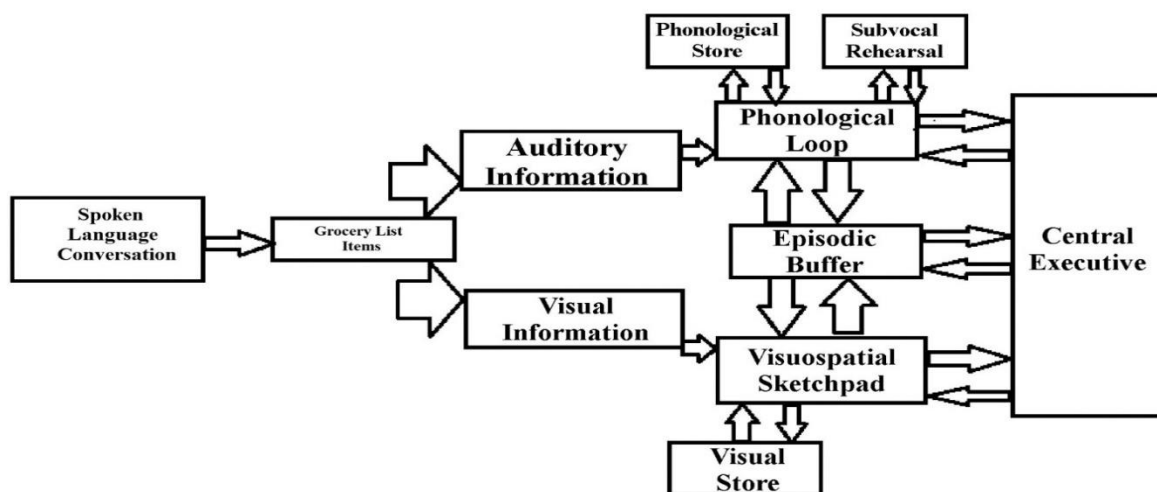 Phonological
Store
Subvocal
Rehearsal
Phonological
Loop
Auditory
Information
Spoken
Language
Conversation
Grocery List
Items
Episodic
Buffer
Central
Executive
Visual
Information
Visuospatial
Sketchpad
Visual
Store